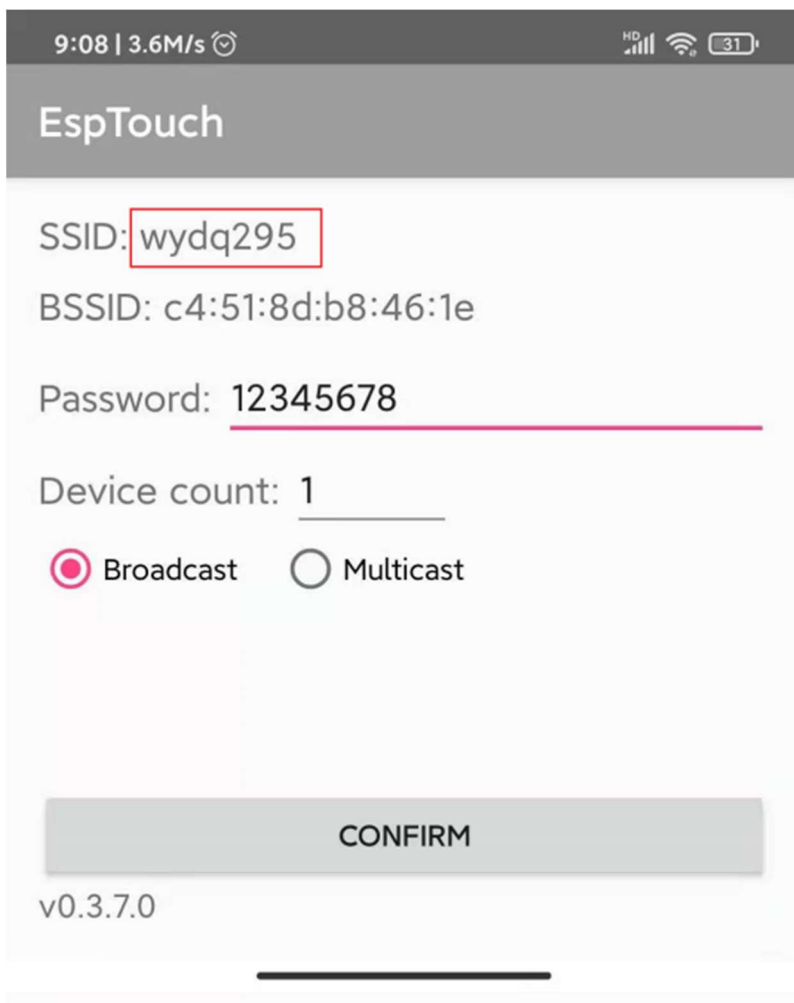 9:08 | 3.6M/s HD 31
EspTouch
SSID: wydq295
BSSID: c4:51:8d:b8:46:1e
Password: 12345678
Device count: 1
Broadcast Multicast
CONFIRM
v0.3.7.0